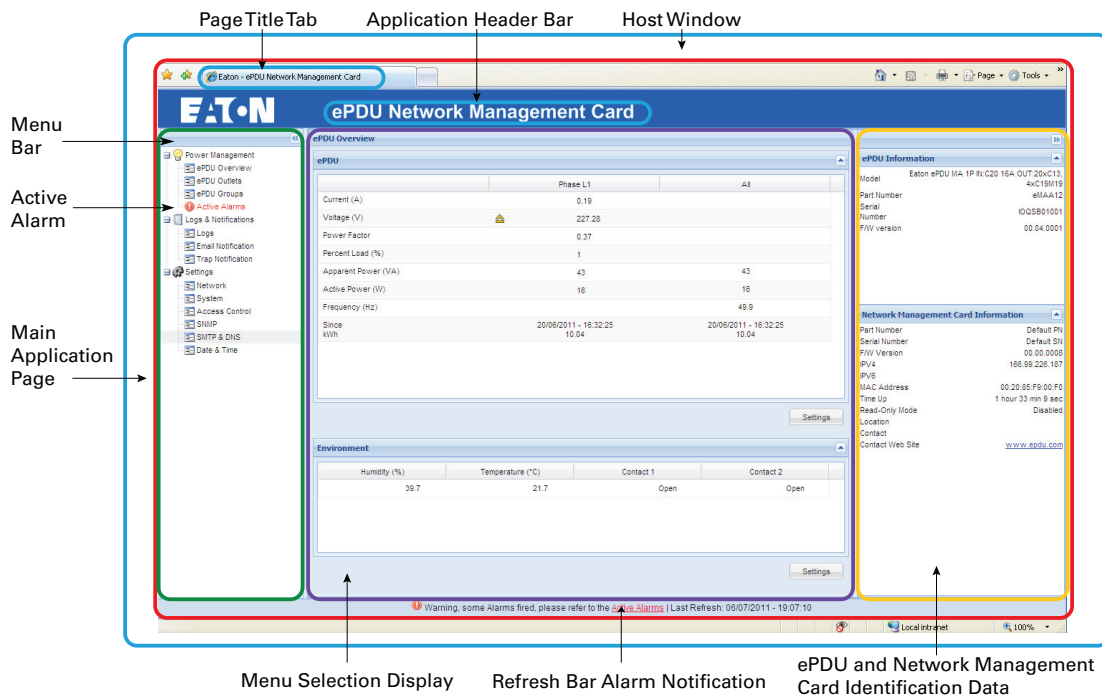 Page Title Tab
Application Header Bar
Host Window
Eaton - ePDU Network Management Card
Page
Tools
»
EATON
ePDU Network Management Card
Menu
Bar
Active
Alarm
Main
Application
Page
«
Power Management
ePDU Overview
ePDU Outlets
ePDU Groups
Active Alarms
Logs & Notifications
Logs
Email Notification
Trap Notification
Settings
Network
System
Access Control
SNMP
SMTP & DNS
Date & Time
ePDU Overview
ePDU
Phase L1 All
Current (A) 0.19
Voltage (V) 227.28
Power Factor 0.37
Percent Load (%) 1
Apparent Power (VA) 43 43
Active Power (W) 16 16
Frequency (Hz) 49.9
Since 20/06/2011 - 16:32:25 20/06/2011 - 16:32:25
kWh 10.04 10.04
Settings
Environment
Humidity (%) Temperature (°C) Contact 1 Contact 2
39.7 21.7 Open Open
Settings
»
ePDU Information
Model Eaton ePDU MA 1P IN:C20 16A OUT:20xC13,
4xC19M19
Part Number eMAA12
Serial
Number IOQSB01001
F/W version 00.04.0001
Network Management Card Information
Part Number Default PN
Serial Number Default SN
F/W Version 00.00.0008
IPV4 166.99.226.187
IPV6
MAC Address 00:20:85:F9:00:F0
Time Up 1 hour 33 min 9 sec
Read-Only Mode Disabled
Location
Contact
Contact Web Site www.epdu.com
Warning, some Alarms fired, please refer to the Active Alarms | Last Refresh: 06/07/2011 - 19:07:10
Local intranet
100%
Menu Selection Display
Refresh Bar Alarm Notification
ePDU and Network Management
Card Identification Data